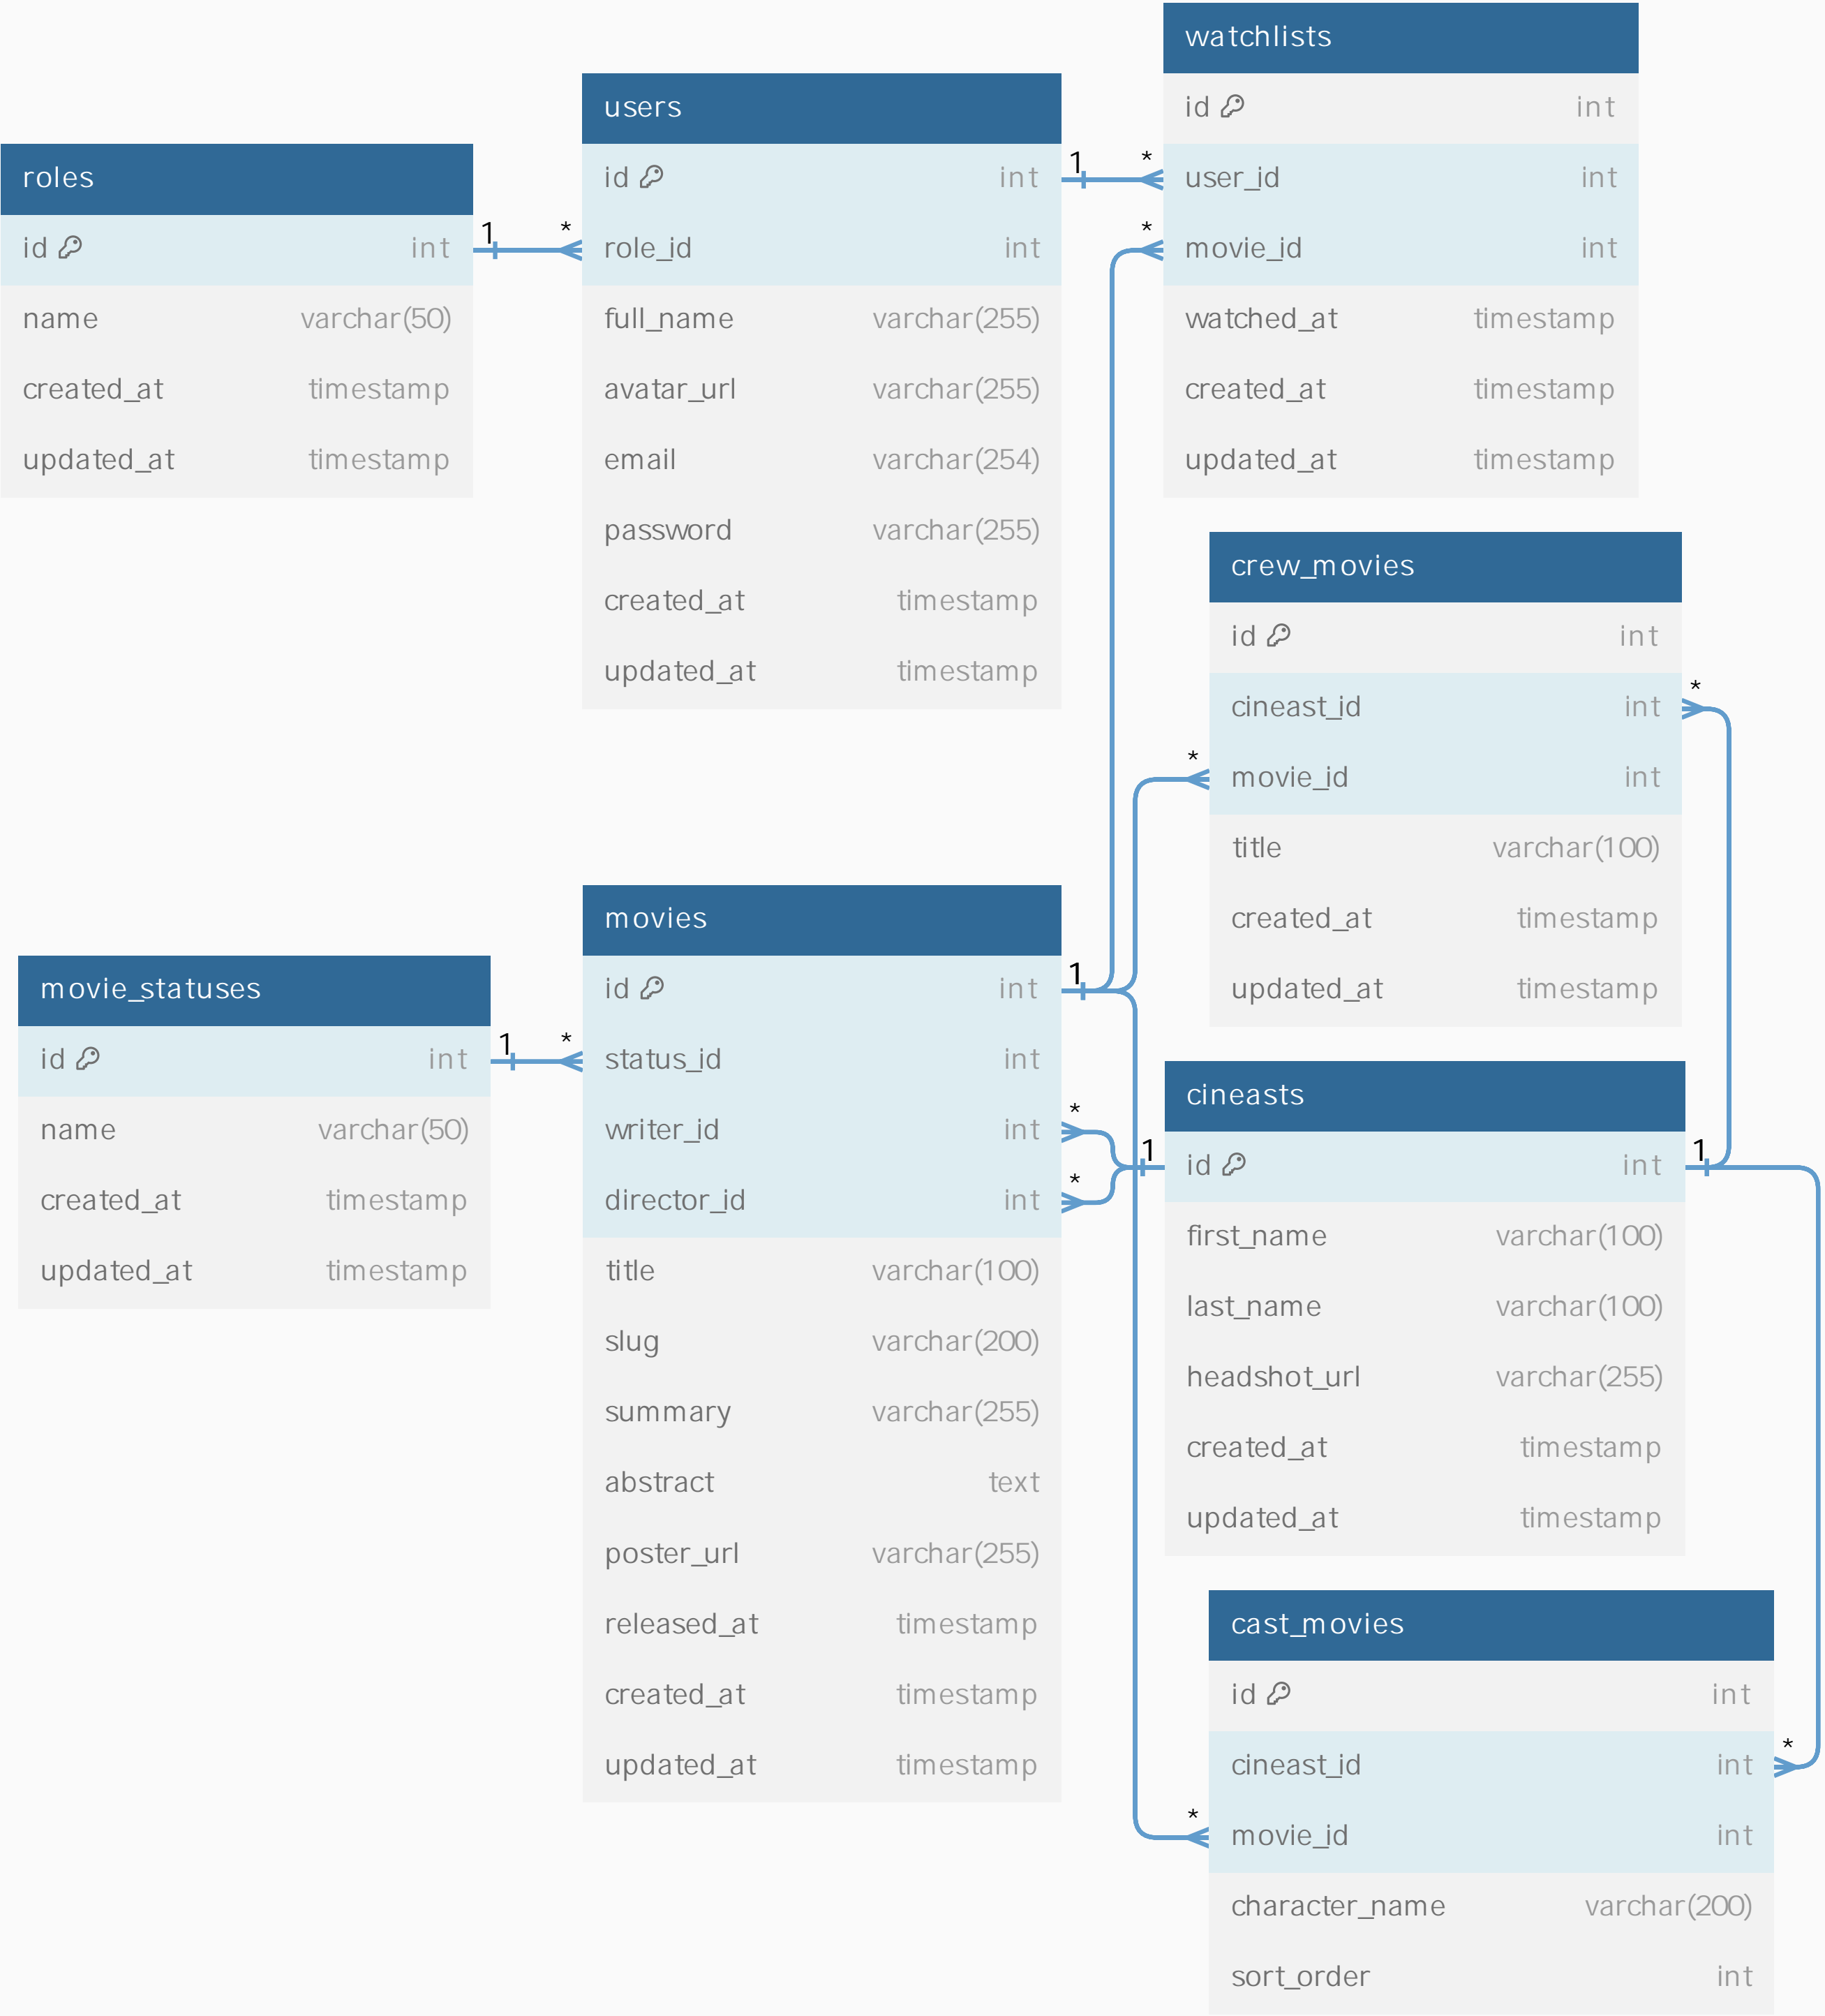 watchlists
id int
user_id int
movie_id int
watched_at timestamp
created_at timestamp
updated_at timestamp
users
id int
role_id int
full_name varchar(255)
avatar_url varchar(255)
email varchar(254)
password varchar(255)
created_at timestamp
updated_at timestamp
roles
id int
name varchar(50)
created_at timestamp
updated_at timestamp
1 *
1 *
*
crew_movies
id int
cineast_id int
movie_id int
title varchar(100)
created_at timestamp
updated_at timestamp
*
*
movies
id int
status_id int
writer_id int
director_id int
title varchar(100)
slug varchar(200)
summary varchar(255)
abstract text
poster_url varchar(255)
released_at timestamp
created_at timestamp
updated_at timestamp
movie_statuses
id int
name varchar(50)
created_at timestamp
updated_at timestamp
1 *
1
*
*
1
1
cineasts
id int
first_name varchar(100)
last_name varchar(100)
headshot_url varchar(255)
created_at timestamp
updated_at timestamp
cast_movies
id int
cineast_id int
movie_id int
character_name varchar(200)
sort_order int
*
*